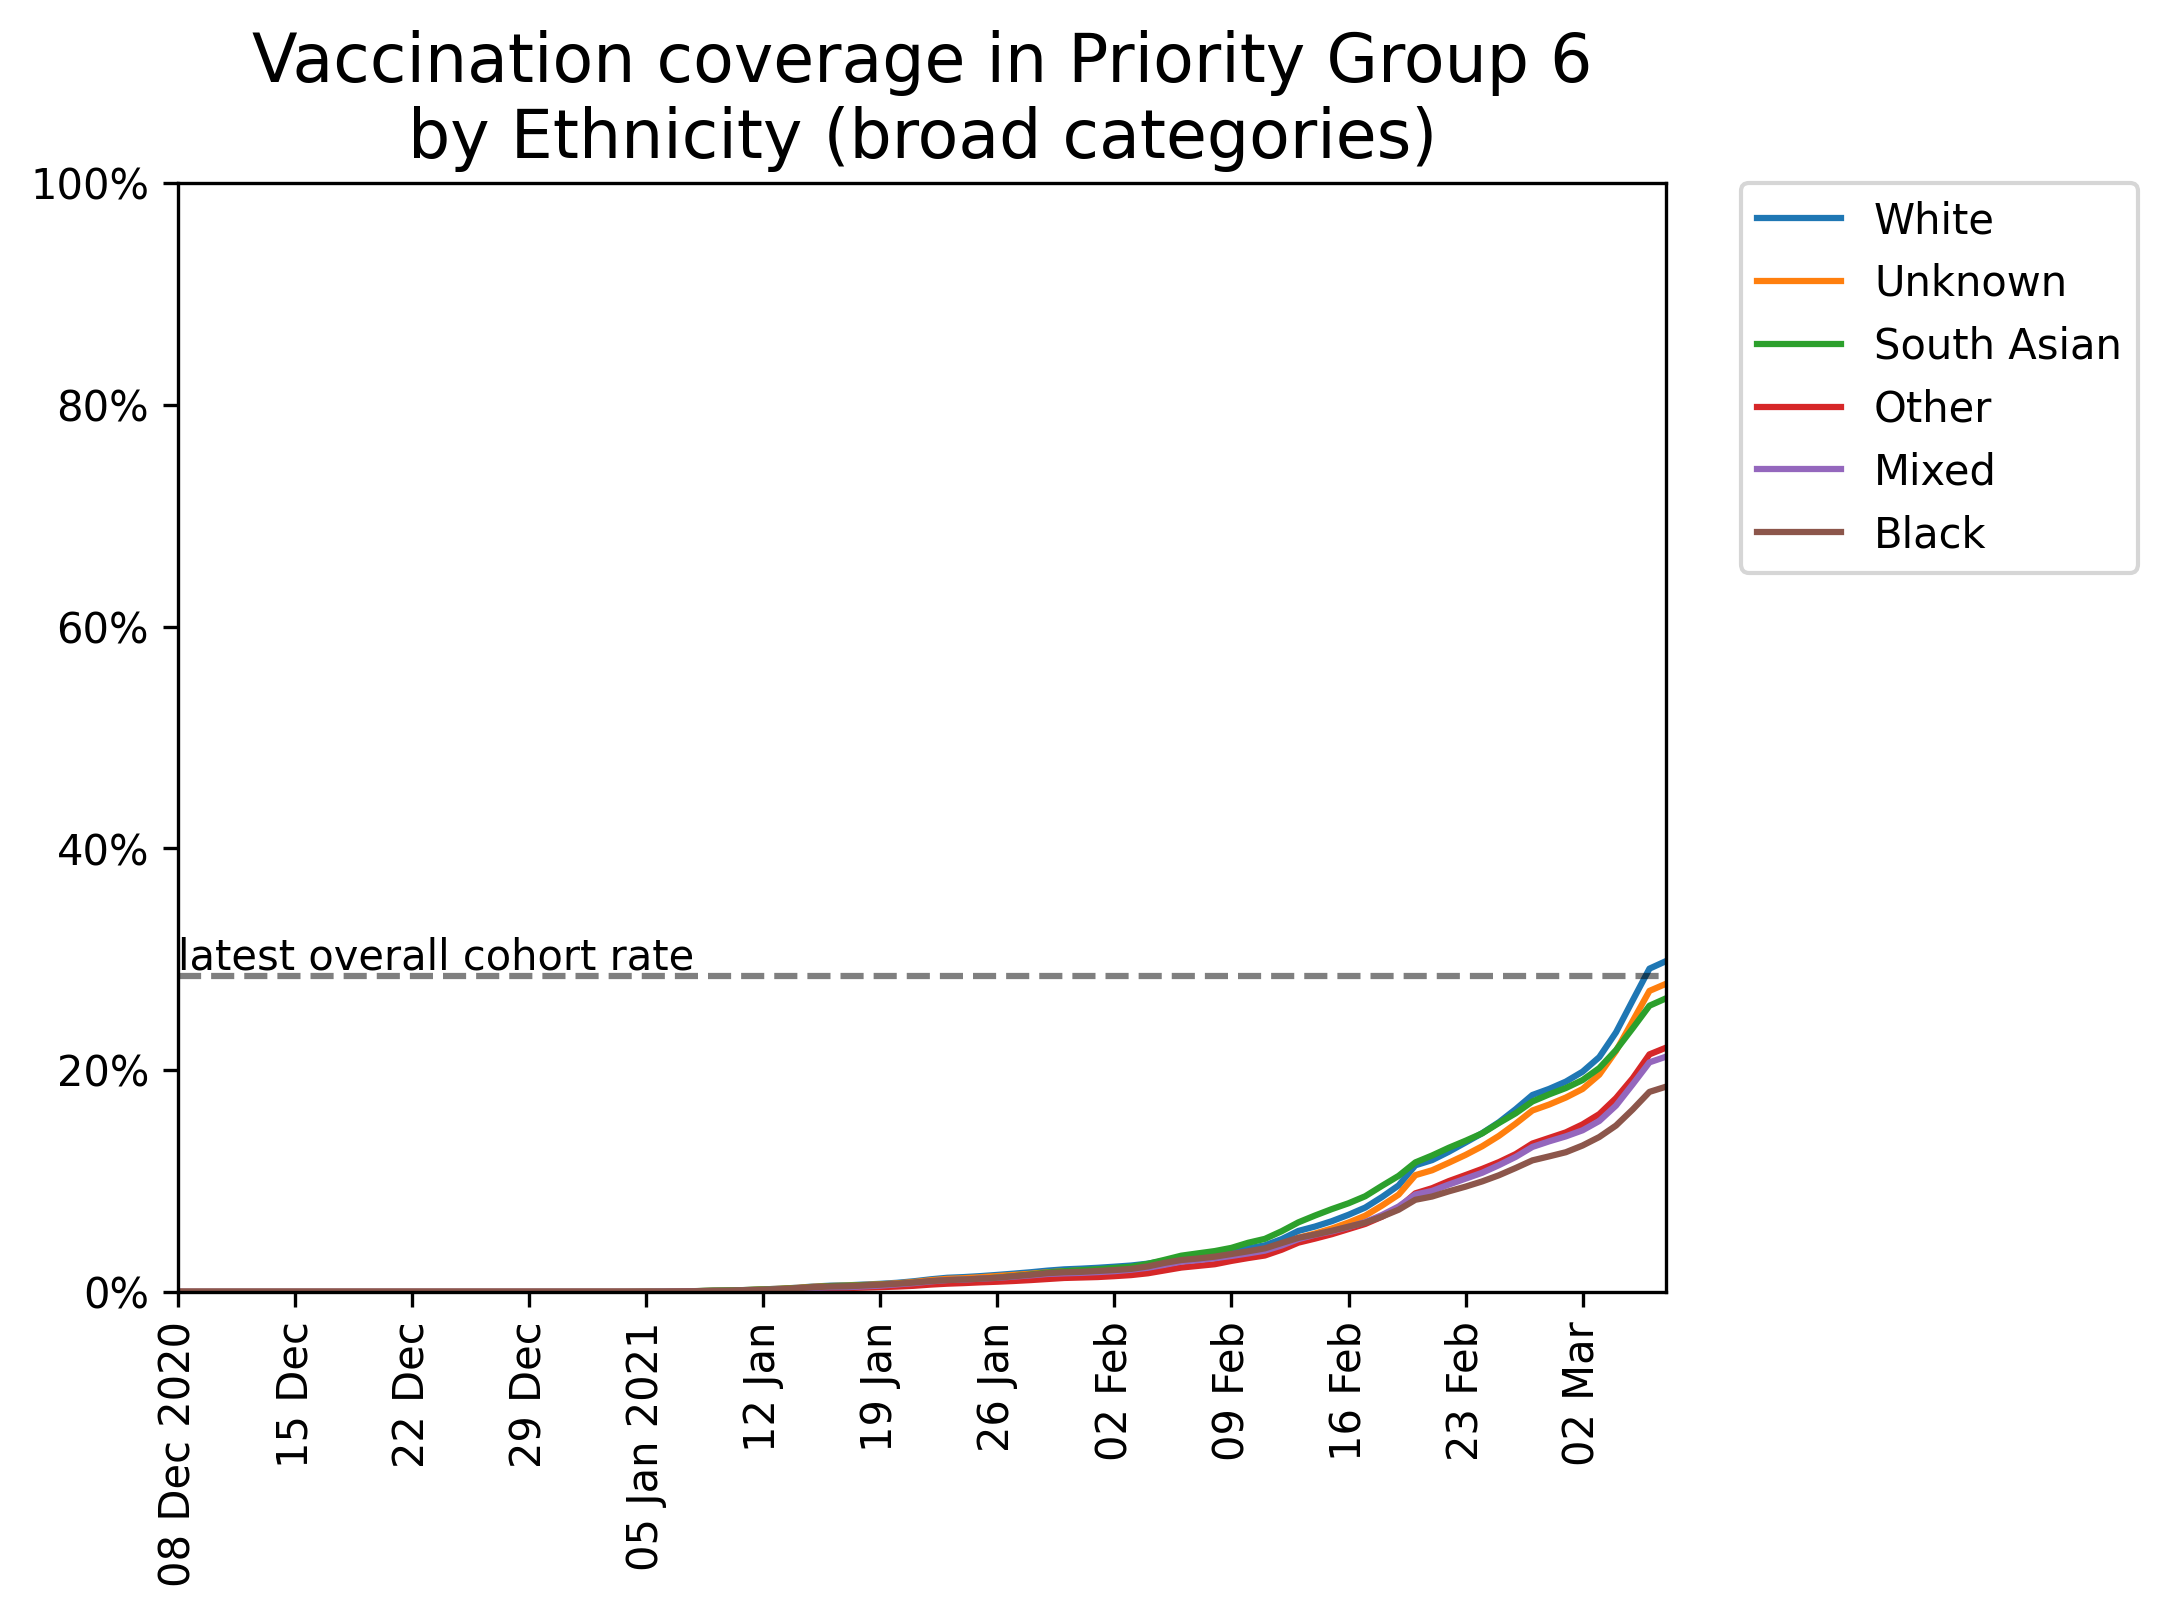 Vaccination coverage in Priority Group 6
by Ethnicity (broad categories)
100%
80%
60%
40%
20%
0%
latest overall cohort rate
White
Unknown
South Asian
Other
Mixed
Black
08 Dec 2020
15 Dec
22 Dec
29 Dec
05 Jan 2021
12 Jan
19 Jan
26 Jan
02 Feb
09 Feb
16 Feb
23 Feb
02 Mar